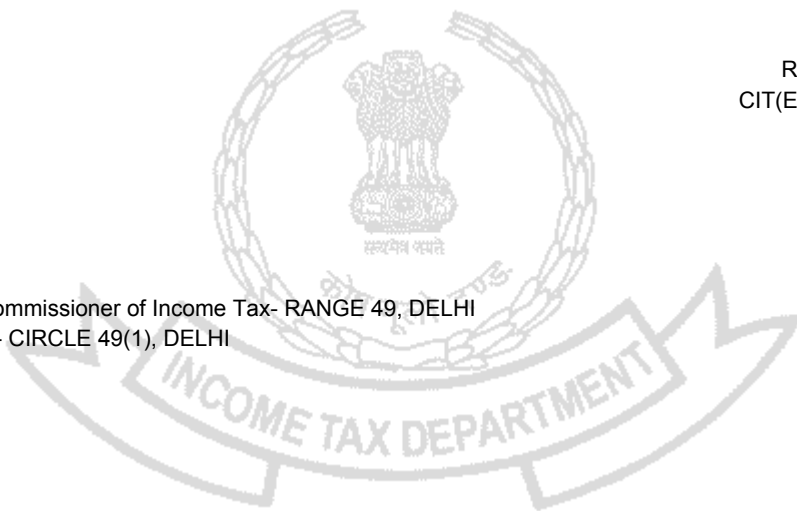 R
CIT(E
सत्यमेव जयते
ommissioner of Income Tax- RANGE 49, DELHI
- CIRCLE 49(1), DELHI
INCOME TAX DEPARTMENT